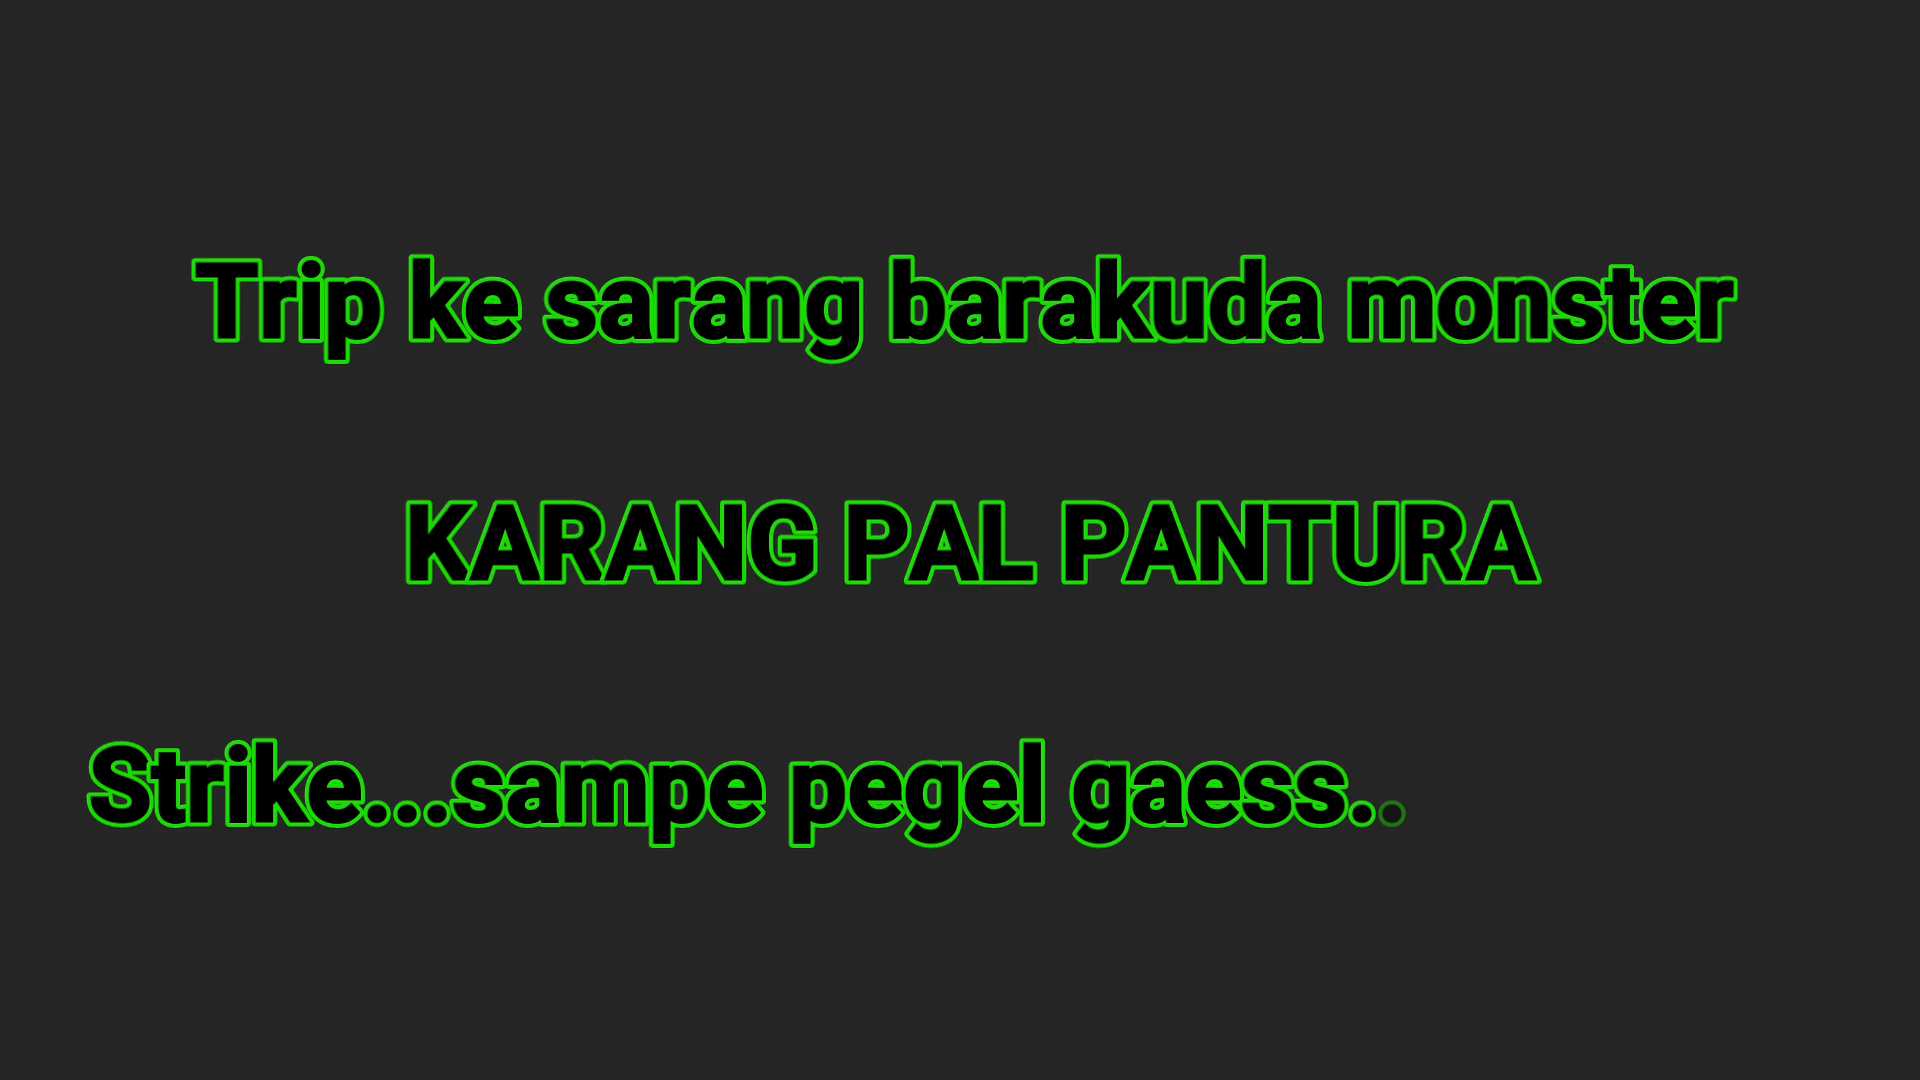 Trip ke sarang barakuda monster
KARANG PAL PANTURA
Strike...sampe pegel gaess..